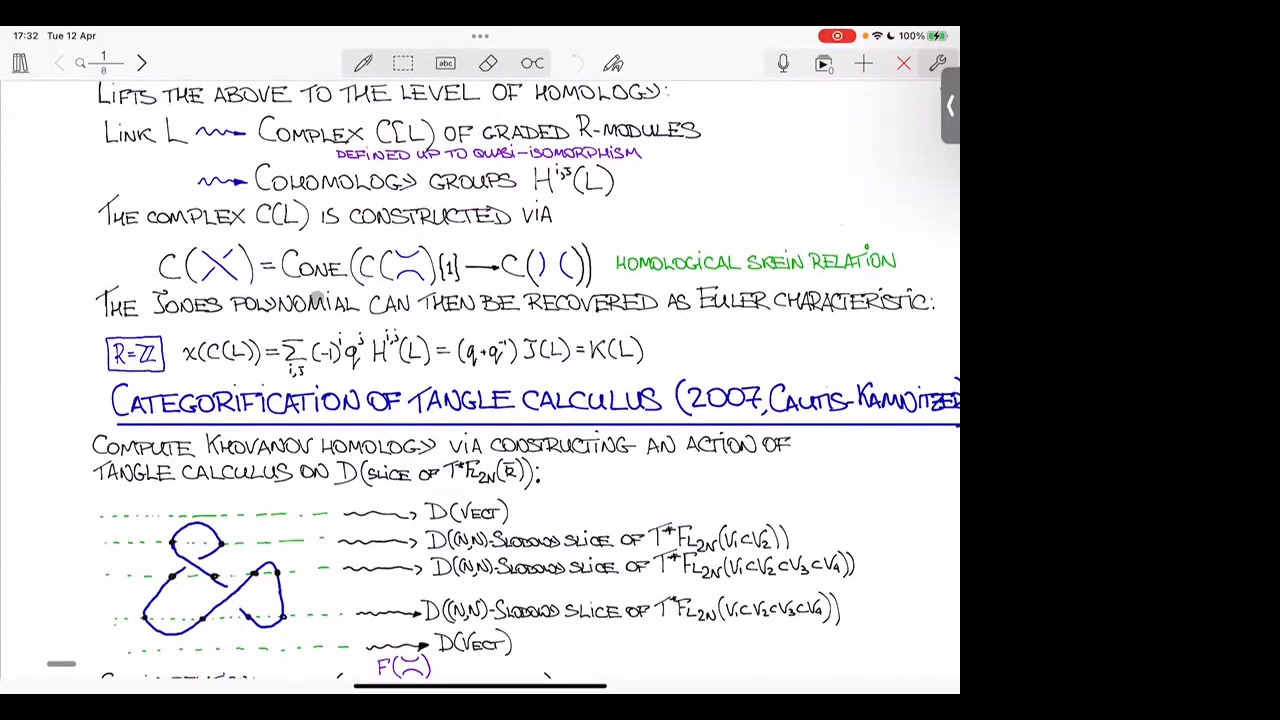 17:32 Tue 12 Apr
100%
1
8
abc
0
LIFTS THE ABOVE TO THE LEVEL OF HOMOLOGY:
LINK L ⇝ COMPLEX C(L) OF GRADED R-MODULES
DEFINED UP TO QUASI-ISOMORPHISM
⇝ COHOMOLOGY GROUPS H^{i,j}(L)
THE COMPLEX C(L) IS CONSTRUCTED VIA
C(╳) = CONE(C(≍){1} → C()()) HOMOLOGICAL SKEIN RELATION
THE JONES POLYNOMIAL CAN THEN BE RECOVERED AS EULER CHARACTERISTIC:
R=ℤ χ(C(L)) = Σ_{i,j} (-1)^i q^j H^{i,j}(L) = (q+q^{-1}) J(L) = K(L)
CATEGORIFICATION OF TANGLE CALCULUS (2007, CAUTIS-KAMNITZER
COMPUTE KHOVANOV HOMOLOGY VIA CONSTRUCTING AN ACTION OF
TANGLE CALCULUS ON D(SLICE OF T*FL_{2N}(k̄)):
⇝ D(VECT)
⇝ D((N,N)-SLODOWY SLICE OF T*FL_{2N}(V₁⊂V₂))
⇝ D((N,N)-SLODOWY SLICE OF T*FL_{2N}(V₁⊂V₂⊂V₃⊂V₄))
⇝ D((N,N)-SLODOWY SLICE OF T*FL_{2N}(V₁⊂V₂⊂V₃⊂V₄))
⇝ D(VECT)
F(≍)